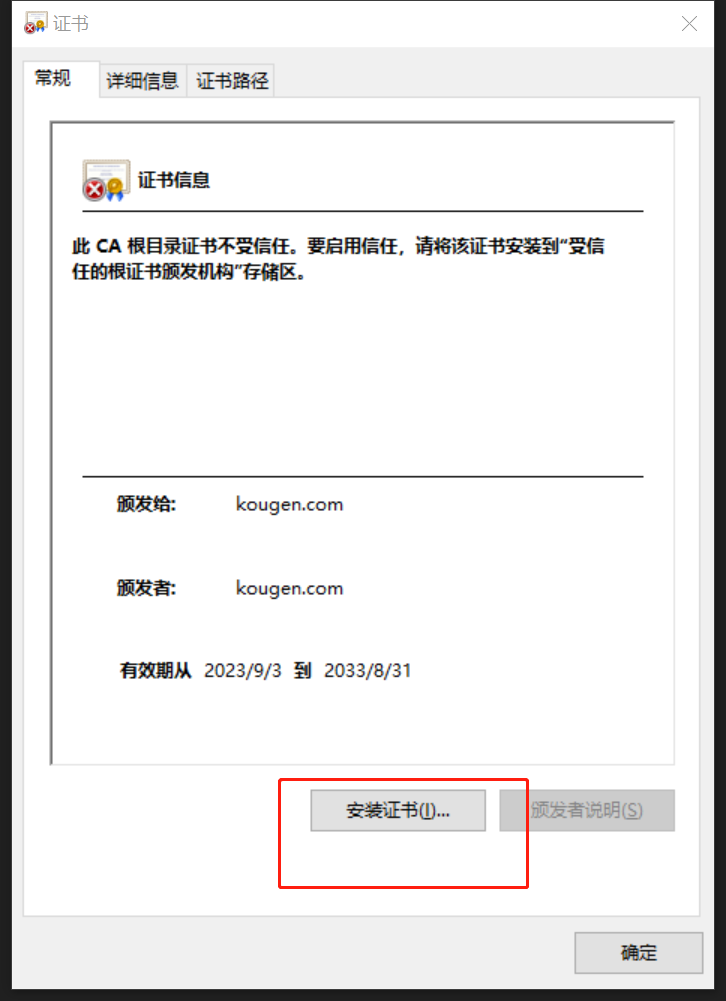 证书
常规 详细信息 证书路径
证书信息
此 CA 根目录证书不受信任。要启用信任，请将该证书安装到“受信
任的根证书颁发机构”存储区。
颁发给: kougen.com
颁发者: kougen.com
有效期从 2023/9/3 到 2033/8/31
安装证书(I)... 颁发者说明(S)
确定